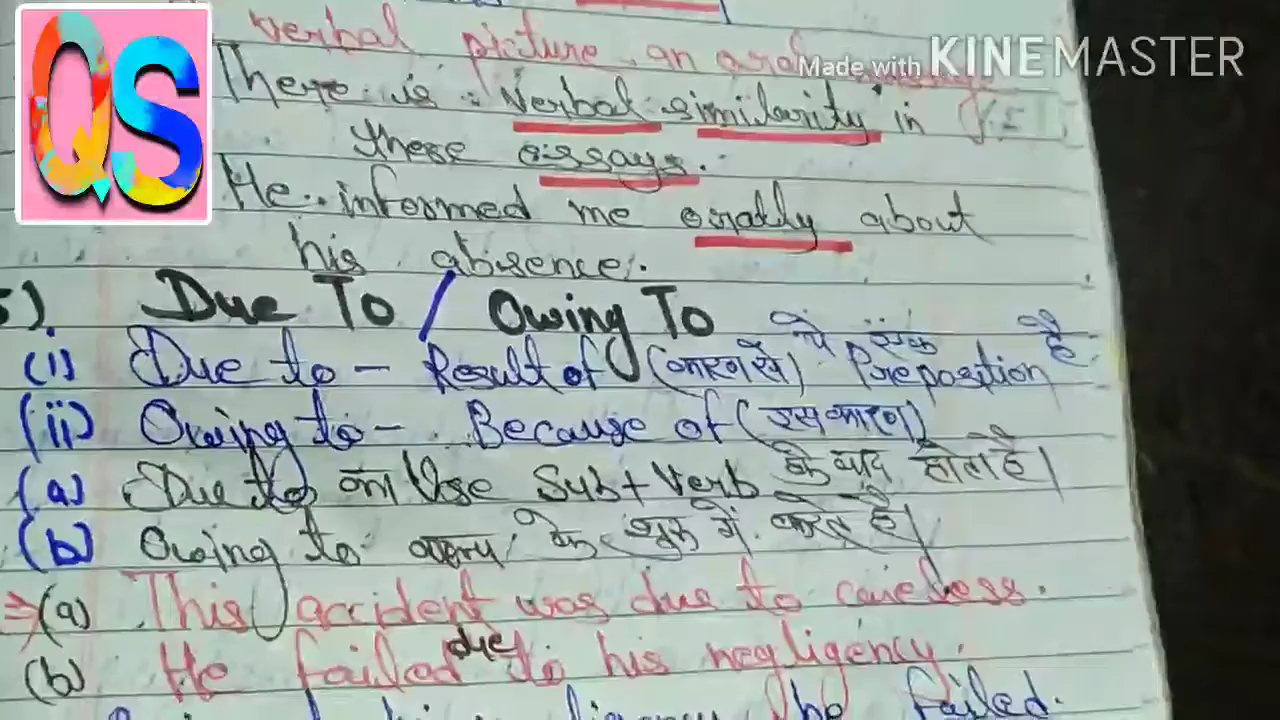 QS
Made with KINEMASTER
verbal picture an
There is verbal similarity in
these essays.
He informed me orally about
his absence.
5) Due To / Owing To
(i) Due to - Result of (कारण से) ये एक Preposition है
(ii) Owing to - Because of (इस कारण)
(a) Due to का Use Sub + Verb के बाद होता है।
(b) Owing to वाक्य के शुरू में करते है।
⇒ (a) This accident was due to careless.
(b) He failed due to his negligency.
he failed.